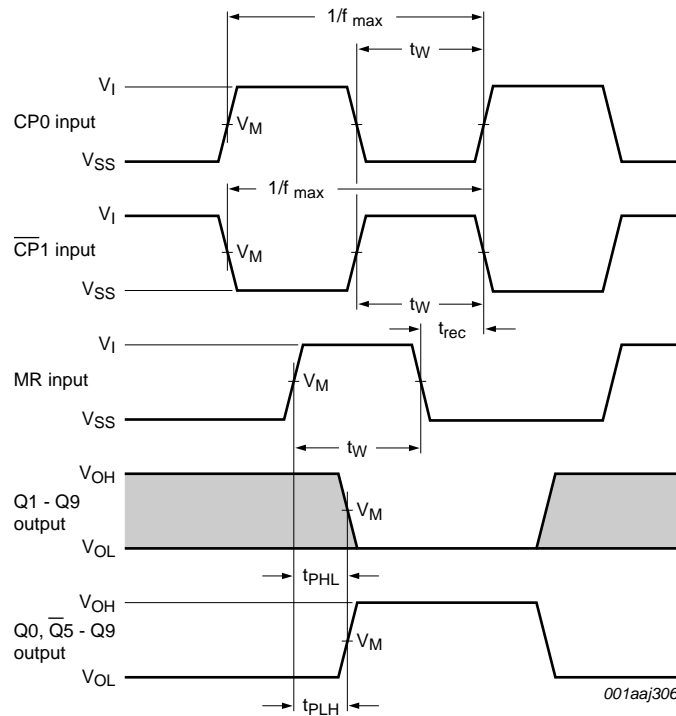 1/f max
tW
VI
CP0 input
VM
VSS
1/f max
VI
CP1 input
VM
VSS
tW
trec
VI
MR input
VM
VSS
tW
VOH
Q1 - Q9
output
VM
VOL
tPHL
VOH
Q0, Q5 - Q9
output
VM
VOL
tPLH
001aaj306